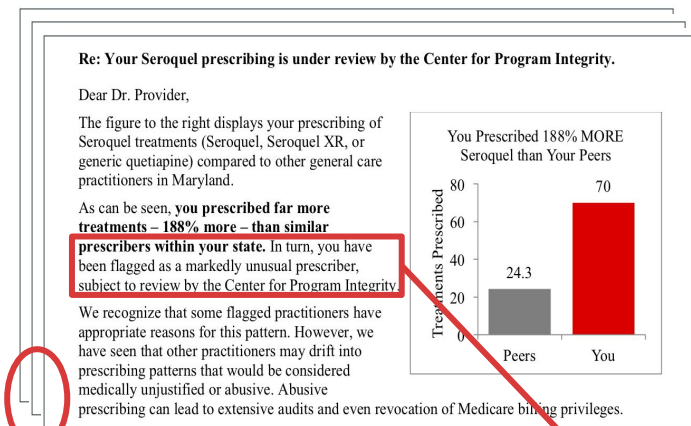 Re: Your Seroquel prescribing is under review by the Center for Program Integrity.
Dear Dr. Provider,
The figure to the right displays your prescribing of
Seroquel treatments (Seroquel, Seroquel XR, or
generic quetiapine) compared to other general care
practitioners in Maryland.
As can be seen, you prescribed far more
treatments – 188% more – than similar
prescribers within your state. In turn, you have
been flagged as a markedly unusual prescriber,
subject to review by the Center for Program Integrity.
We recognize that some flagged practitioners have
appropriate reasons for this pattern. However, we
have seen that other practitioners may drift into
prescribing patterns that would be considered
medically unjustified or abusive. Abusive
prescribing can lead to extensive audits and even revocation of Medicare billing privileges.
You Prescribed 188% MORE
Seroquel than Your Peers
Treatments Prescribed
80
60
40
20
0
24.3
70
Peers
You